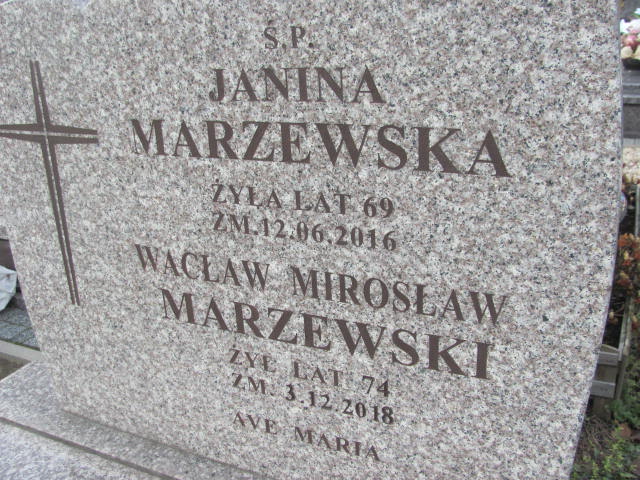 Ś.P.
JANINA
MARZEWSKA
ŻYŁA LAT 69
ZM.12.06.2016
WACŁAW MIROSŁAW
MARZEWSKI
ŻYŁ LAT 74
ZM. 3.12.2018
AVE MARIA